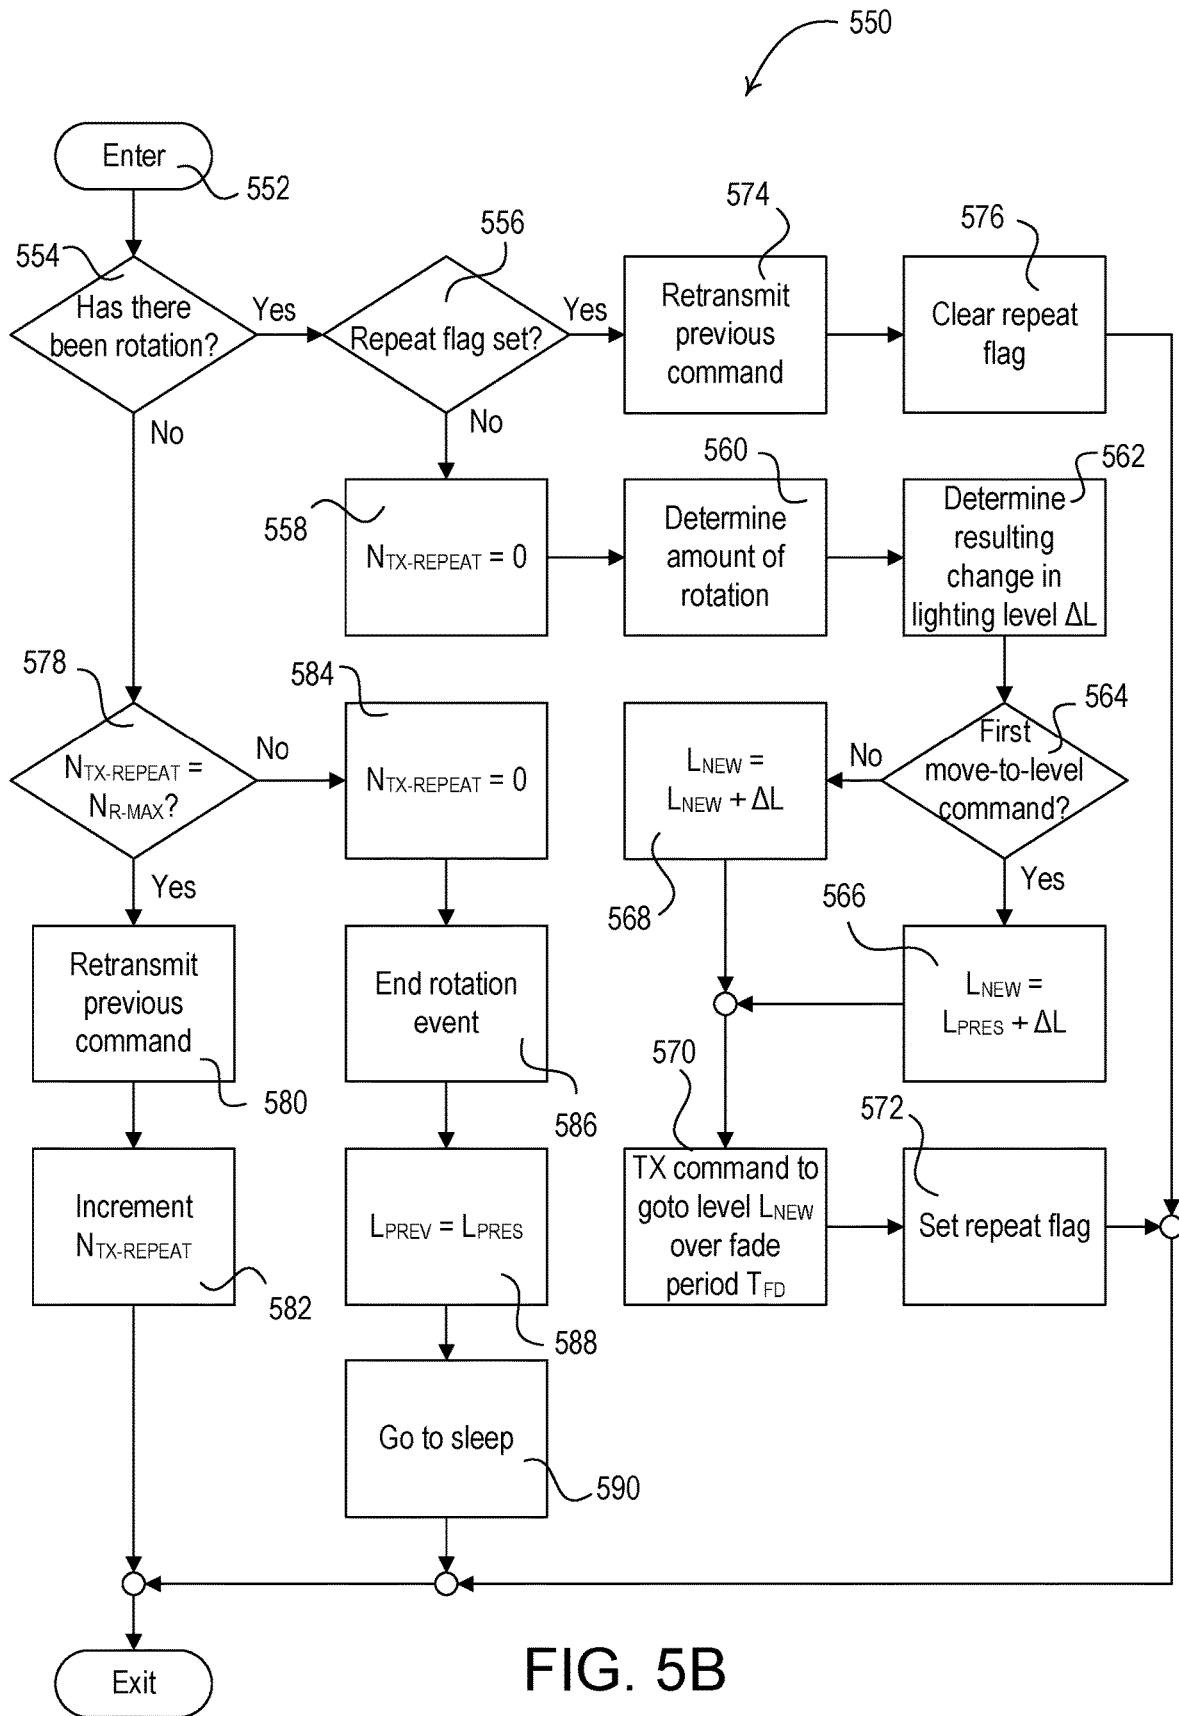 550
Enter
552
554
Has there
been rotation?
Yes
No
556
Repeat flag set?
Yes
No
574
Retransmit
previous
command
576
Clear repeat
flag
558
NTX-REPEAT = 0
560
Determine
amount of
rotation
562
Determine
resulting
change in
lighting level ΔL
578
NTX-REPEAT =
NR-MAX?
No
Yes
584
NTX-REPEAT = 0
564
First
move-to-level
command?
No
Yes
LNEW =
LNEW + ΔL
568
566
LNEW =
LPRES + ΔL
Retransmit
previous
command
580
End rotation
event
586
570
TX command to
goto level LNEW
over fade
period TFD
572
Set repeat flag
Increment
NTX-REPEAT
582
LPREV = LPRES
588
Go to sleep
590
Exit
FIG. 5B